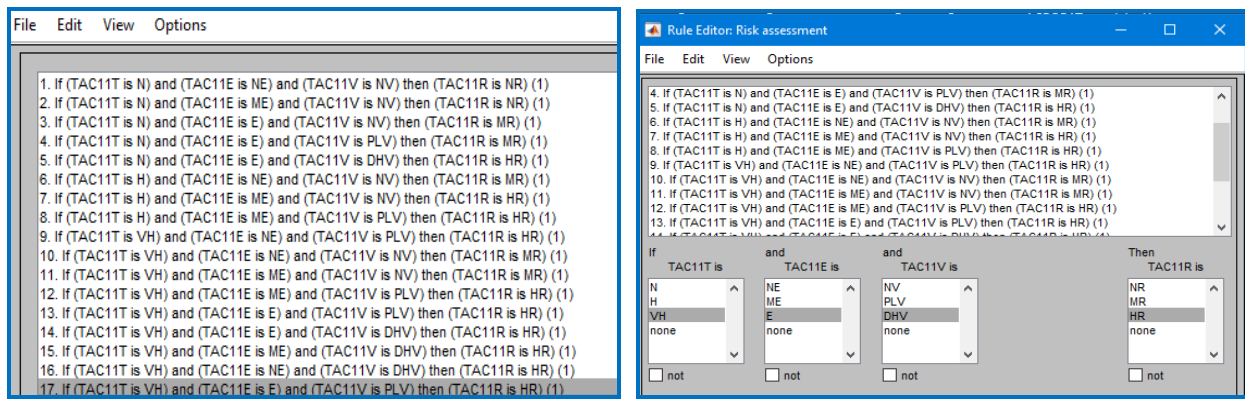 File Edit View Options
1. If (TAC11T is N) and (TAC11E is NE) and (TAC11V is NV) then (TAC11R is NR) (1)
2. If (TAC11T is N) and (TAC11E is ME) and (TAC11V is NV) then (TAC11R is NR) (1)
3. If (TAC11T is N) and (TAC11E is E) and (TAC11V is NV) then (TAC11R is MR) (1)
4. If (TAC11T is N) and (TAC11E is E) and (TAC11V is PLV) then (TAC11R is MR) (1)
5. If (TAC11T is N) and (TAC11E is E) and (TAC11V is DHV) then (TAC11R is HR) (1)
6. If (TAC11T is H) and (TAC11E is NE) and (TAC11V is NV) then (TAC11R is MR) (1)
7. If (TAC11T is H) and (TAC11E is ME) and (TAC11V is NV) then (TAC11R is HR) (1)
8. If (TAC11T is H) and (TAC11E is ME) and (TAC11V is PLV) then (TAC11R is HR) (1)
9. If (TAC11T is VH) and (TAC11E is NE) and (TAC11V is PLV) then (TAC11R is HR) (1)
10. If (TAC11T is VH) and (TAC11E is NE) and (TAC11V is NV) then (TAC11R is MR) (1)
11. If (TAC11T is VH) and (TAC11E is ME) and (TAC11V is NV) then (TAC11R is MR) (1)
12. If (TAC11T is VH) and (TAC11E is ME) and (TAC11V is PLV) then (TAC11R is HR) (1)
13. If (TAC11T is VH) and (TAC11E is E) and (TAC11V is PLV) then (TAC11R is HR) (1)
14. If (TAC11T is VH) and (TAC11E is E) and (TAC11V is DHV) then (TAC11R is HR) (1)
15. If (TAC11T is VH) and (TAC11E is ME) and (TAC11V is DHV) then (TAC11R is HR) (1)
16. If (TAC11T is VH) and (TAC11E is NE) and (TAC11V is DHV) then (TAC11R is HR) (1)
17. If (TAC11T is VH) and (TAC11E is E) and (TAC11V is PLV) then (TAC11R is HR) (1)
Rule Editor: Risk assessment
File Edit View Options
4. If (TAC11T is N) and (TAC11E is E) and (TAC11V is PLV) then (TAC11R is MR) (1)
5. If (TAC11T is N) and (TAC11E is E) and (TAC11V is DHV) then (TAC11R is HR) (1)
6. If (TAC11T is H) and (TAC11E is NE) and (TAC11V is NV) then (TAC11R is MR) (1)
7. If (TAC11T is H) and (TAC11E is ME) and (TAC11V is NV) then (TAC11R is HR) (1)
8. If (TAC11T is H) and (TAC11E is ME) and (TAC11V is PLV) then (TAC11R is HR) (1)
9. If (TAC11T is VH) and (TAC11E is NE) and (TAC11V is PLV) then (TAC11R is HR) (1)
10. If (TAC11T is VH) and (TAC11E is NE) and (TAC11V is NV) then (TAC11R is MR) (1)
11. If (TAC11T is VH) and (TAC11E is ME) and (TAC11V is NV) then (TAC11R is MR) (1)
12. If (TAC11T is VH) and (TAC11E is ME) and (TAC11V is PLV) then (TAC11R is HR) (1)
13. If (TAC11T is VH) and (TAC11E is E) and (TAC11V is PLV) then (TAC11R is HR) (1)
If and and Then
TAC11T is TAC11E is TAC11V is TAC11R is
N NE NV NR
H ME PLV MR
VH E DHV HR
none none none none
not not not not